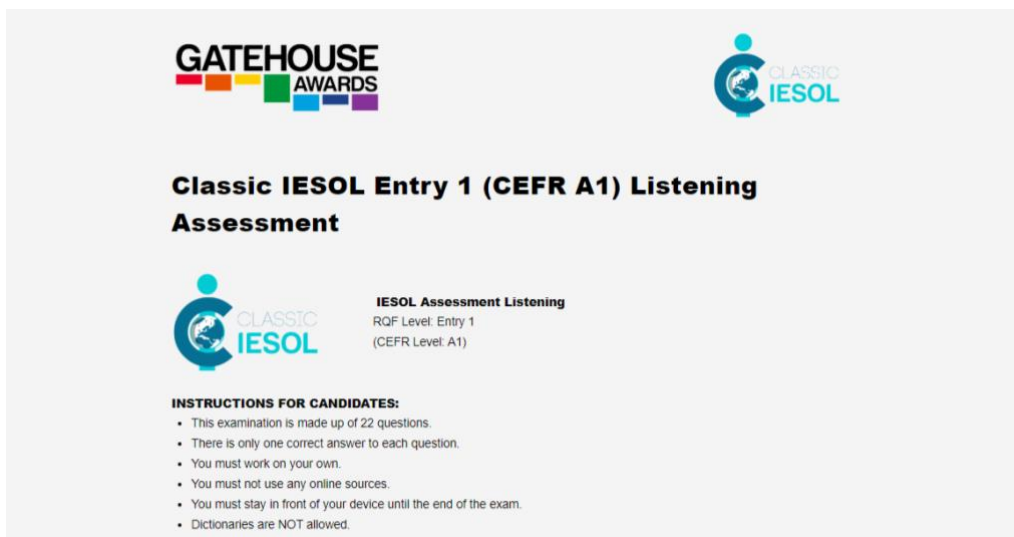 GATEHOUSE
AWARDS
CLASSIC
IESOL
Classic IESOL Entry 1 (CEFR A1) Listening
Assessment
CLASSIC
IESOL
IESOL Assessment Listening
RQF Level: Entry 1
(CEFR Level: A1)
INSTRUCTIONS FOR CANDIDATES:
• This examination is made up of 22 questions.
• There is only one correct answer to each question.
• You must work on your own.
• You must not use any online sources.
• You must stay in front of your device until the end of the exam.
• Dictionaries are NOT allowed.